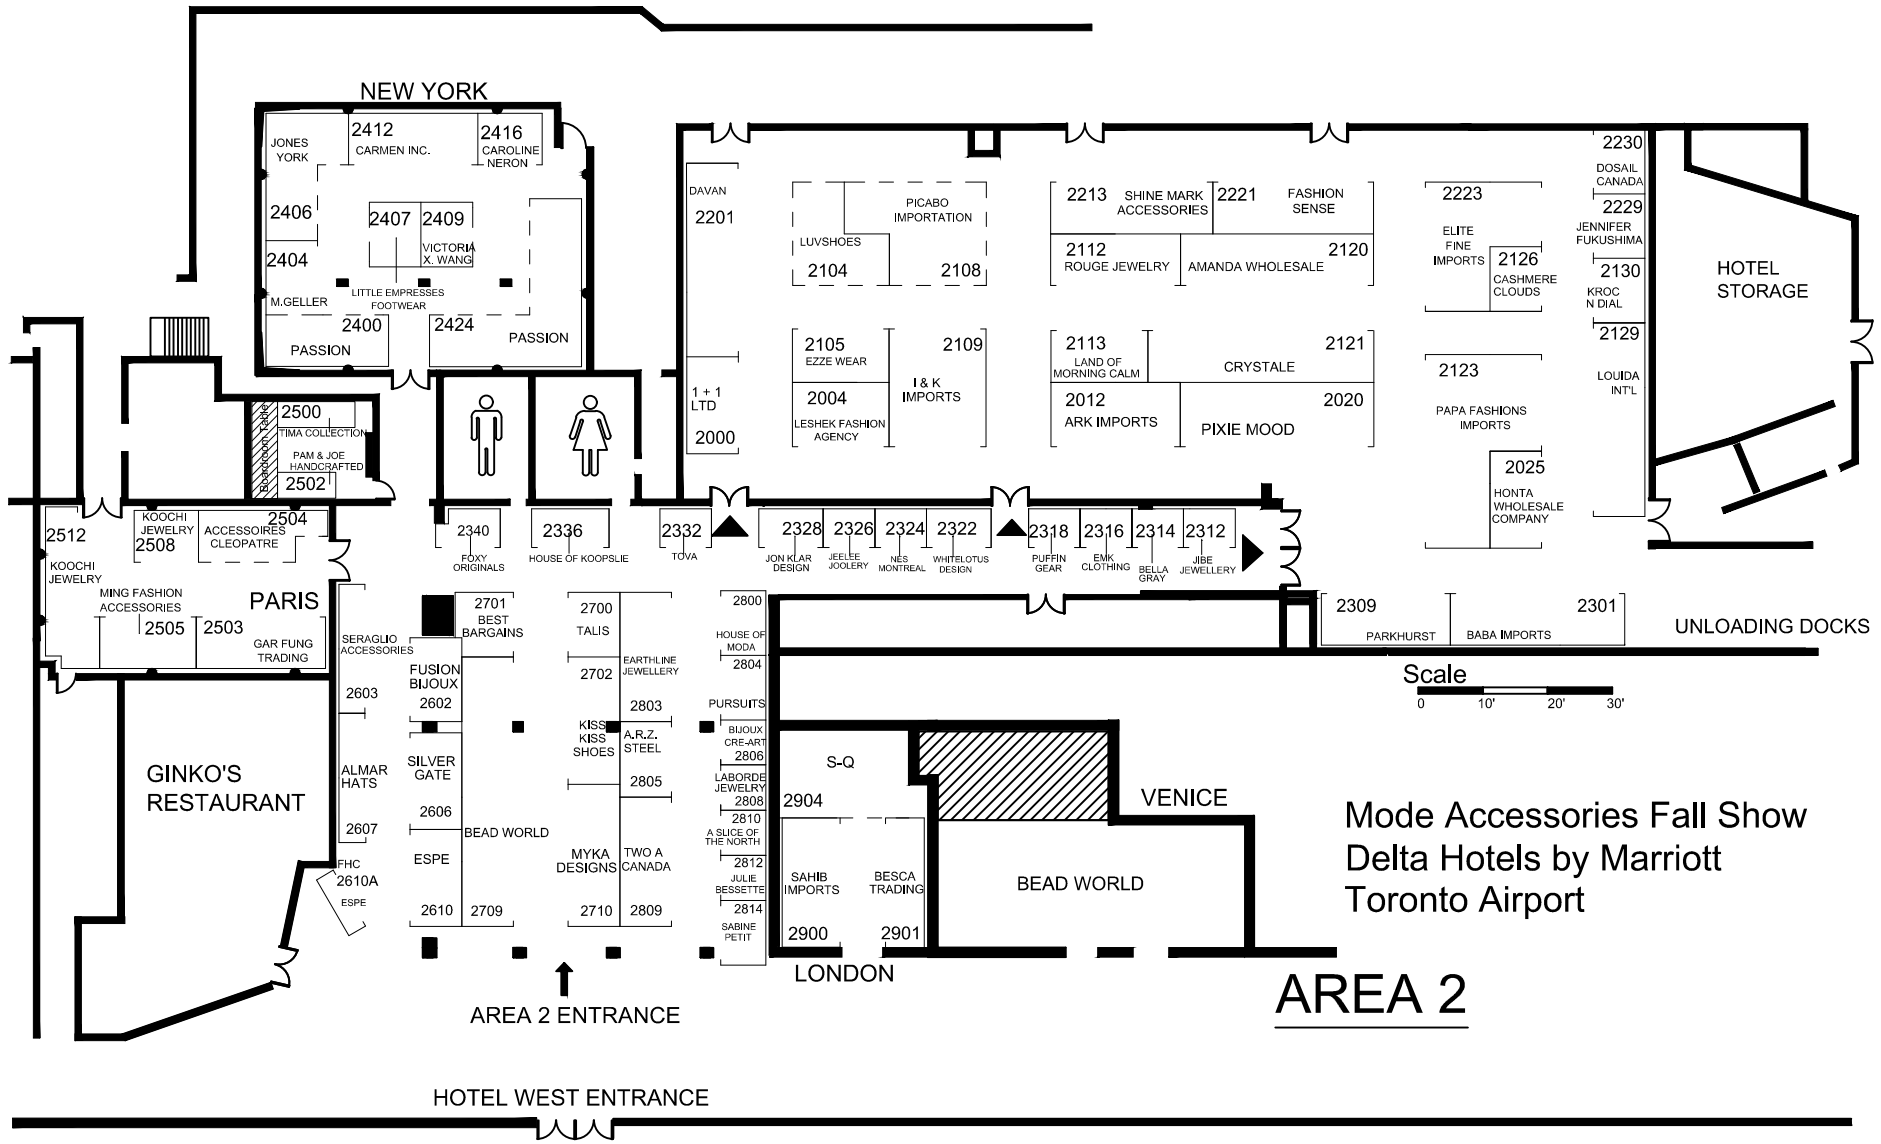 NEW YORK
JONES
YORK
2406
2412
CARMEN INC.
2416
CAROLINE
NERON
2407
2409
VICTORIA
X. WANG
2404
M.GELLER
LITTLE EMPRESSES
FOOTWEAR
2400
PASSION
2424
PASSION
DAVAN
2201
1 + 1
LTD
2000
LUVSHOES
2104
PICABO
IMPORTATION
2108
2105
EZZE WEAR
2004
LESHEK FASHION
AGENCY
2109
I & K
IMPORTS
2213
SHINE MARK
ACCESSORIES
2221
FASHION
SENSE
2112
ROUGE JEWELRY
2120
AMANDA WHOLESALE
2113
LAND OF
MORNING CALM
2121
CRYSTALE
2012
ARK IMPORTS
2020
PIXIE MOOD
2223
ELITE
FINE
IMPORTS
2126
CASHMERE
CLOUDS
2123
PAPA FASHIONS
IMPORTS
2025
HONTA
WHOLESALE
COMPANY
2230
DOSAIL
CANADA
2229
JENNIFER
FUKUSHIMA
2130
KROC
N DIAL
2129
LOUIDA
INT'L
HOTEL
STORAGE
Boardroom Table
2500
TIMA COLLECTION
PAM & JOE
HANDCRAFTED
2502
2512
KOOCHI
JEWELRY
KOOCHI
JEWELRY
2508
2504
ACCESSOIRES
CLEOPATRE
MING FASHION
ACCESSORIES
2505
2503
GAR FUNG
TRADING
PARIS
2340
FOXY
ORIGINALS
2336
HOUSE OF KOOPSLIE
2332
TOVA
2328
JON KLAR
DESIGN
2326
JEELEE
JOOLERY
2324
NES
MONTREAL
2322
WHITELOTUS
DESIGN
2318
PUFFIN
GEAR
2316
EMK
CLOTHING
2314
BELLA
GRAY
2312
JIBE
JEWELLERY
2309
PARKHURST
2301
BABA IMPORTS
UNLOADING DOCKS
Scale
0 10' 20' 30'
SERAGLIO
ACCESSORIES
2603
ALMAR
HATS
2607
FHC
2610A
ESPE
2701
BEST
BARGAINS
FUSION
BIJOUX
2602
SILVER
GATE
2606
ESPE
2610
BEAD WORLD
2709
2700
TALIS
2702
KISS
KISS
SHOES
MYKA
DESIGNS
2710
EARTHLINE
JEWELLERY
2803
A.R.Z.
STEEL
2805
TWO A
CANADA
2809
2800
HOUSE OF
MODA
2804
PURSUITS
BIJOUX
CRE-ART
2806
LABORDE
JEWELRY
2808
2810
A SLICE OF
THE NORTH
2812
JULIE
BESSETTE
2814
SABINE
PETIT
S-Q
2904
SAHIB
IMPORTS
2900
BESCA
TRADING
2901
LONDON
VENICE
BEAD WORLD
GINKO'S
RESTAURANT
Mode Accessories Fall Show
Delta Hotels by Marriott
Toronto Airport
AREA 2
AREA 2 ENTRANCE
HOTEL WEST ENTRANCE